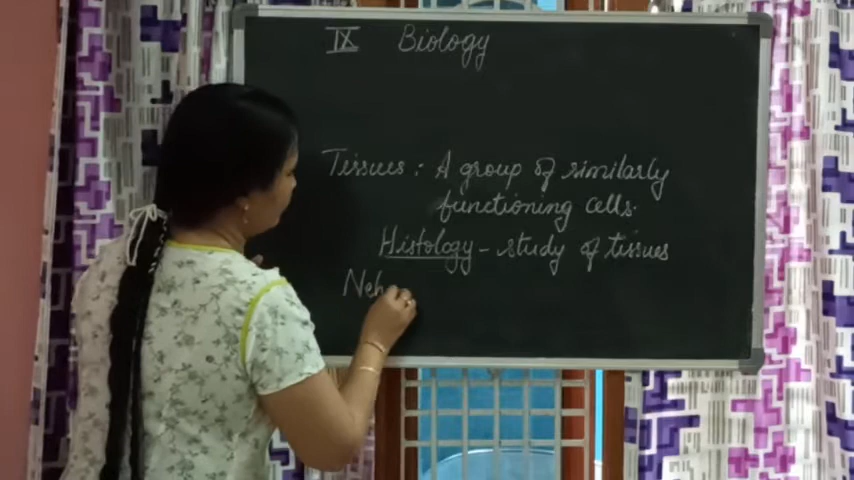 IX Biology
Tissues : A group of similarly
functioning cells.
Histology - study of tissues
Neh